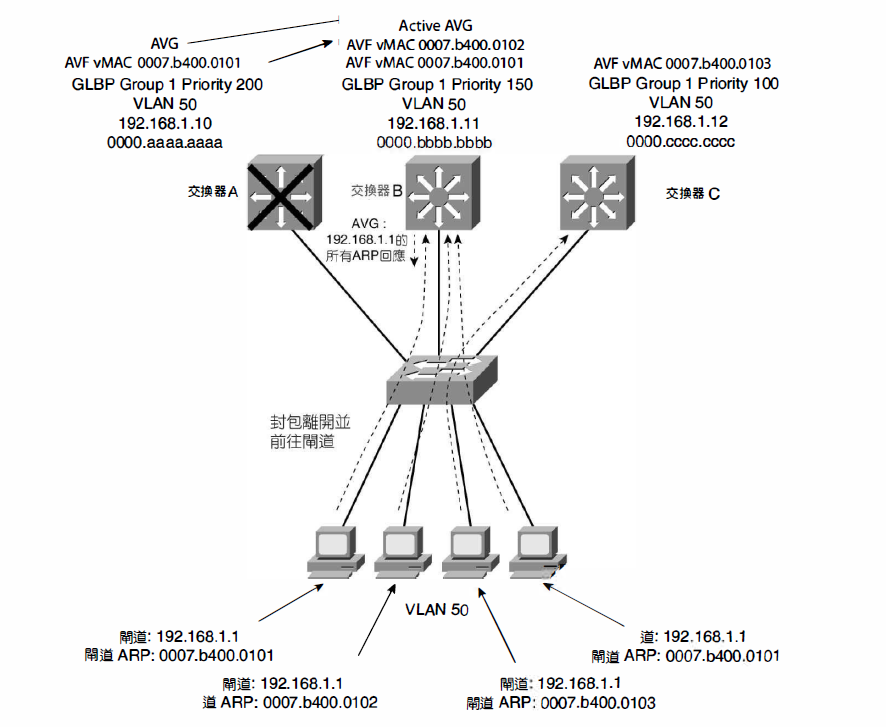 AVG
AVF vMAC 0007.b400.0101
GLBP Group 1 Priority 200
VLAN 50
192.168.1.10
0000.aaaa.aaaa
Active AVG
AVF vMAC 0007.b400.0102
AVF vMAC 0007.b400.0101
GLBP Group 1 Priority 150
VLAN 50
192.168.1.11
0000.bbbb.bbbb
AVF vMAC 0007.b400.0103
GLBP Group 1 Priority 100
VLAN 50
192.168.1.12
0000.cccc.cccc
交換器A
交換器B
交換器 C
AVG :
192.168.1.1的
所有ARP回應
封包離開並
前往閘道
VLAN 50
閘道: 192.168.1.1
閘道 ARP: 0007.b400.0101
閘道: 192.168.1.1
道 ARP: 0007.b400.0102
閘道: 192.168.1.1
閘道 ARP: 0007.b400.0103
道: 192.168.1.1
閘道 ARP: 0007.b400.0101